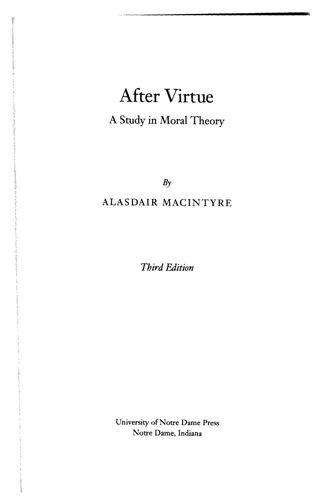 After Virtue
A Study in Moral Theory
By
ALASDAIR MACINTYRE
Third Edition
University of Notre Dame Press
Notre Dame, Indiana